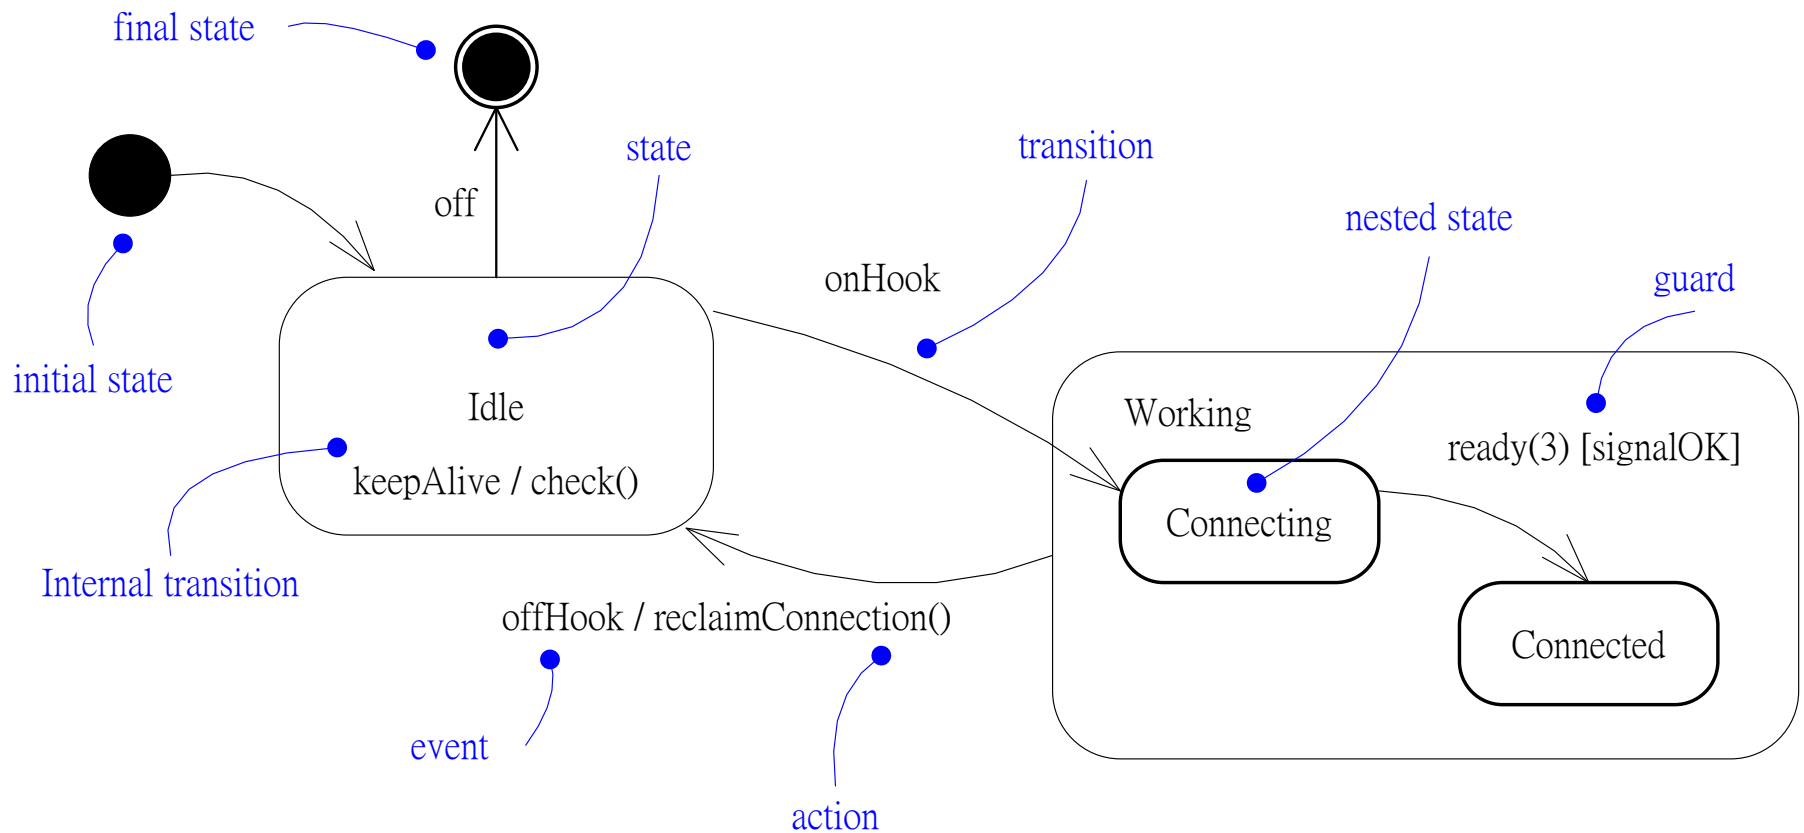 final state
state
transition
off
nested state
onHook
guard
initial state
Idle
Working
ready(3) [signalOK]
keepAlive / check()
Connecting
Internal transition
offHook / reclaimConnection()
Connected
event
action